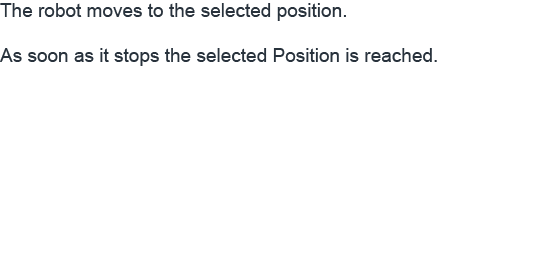 The robot moves to the selected position.
As soon as it stops the selected Position is reached.